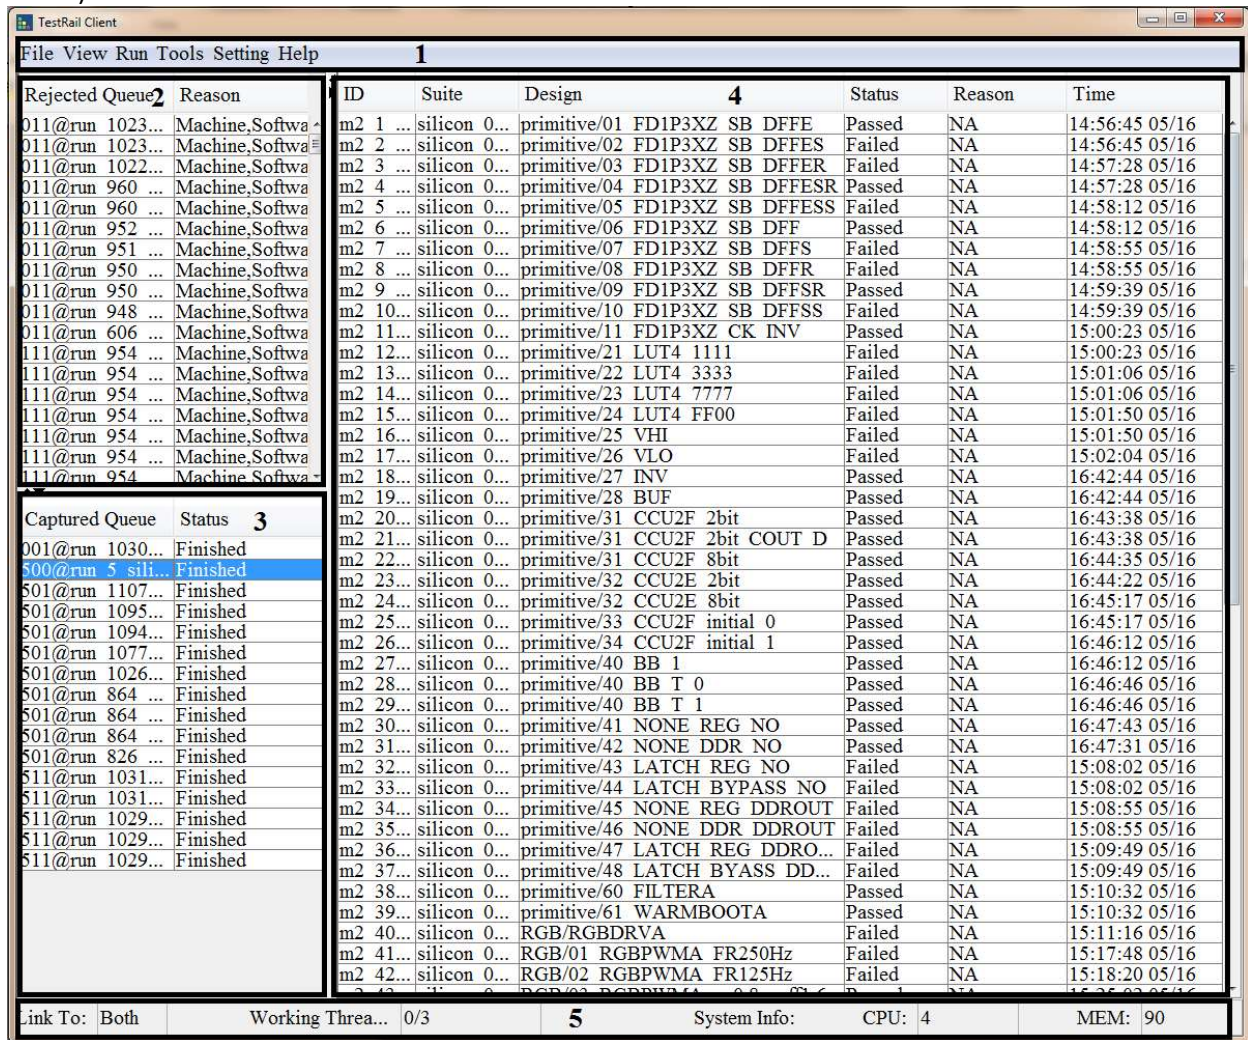 TestRail Client
File View Run Tools Setting Help 1
Rejected Queue 2 Reason
011@run 1023... Machine,Softwa
011@run 1023... Machine,Softwa
011@run 1022... Machine,Softwa
011@run 960 ... Machine,Softwa
011@run 960 ... Machine,Softwa
011@run 952 ... Machine,Softwa
011@run 951 ... Machine,Softwa
011@run 950 ... Machine,Softwa
011@run 950 ... Machine,Softwa
011@run 948 ... Machine,Softwa
011@run 606 ... Machine,Softwa
111@run 954 ... Machine,Softwa
111@run 954 ... Machine,Softwa
111@run 954 ... Machine,Softwa
111@run 954 ... Machine,Softwa
111@run 954 ... Machine,Softwa
111@run 954 ... Machine,Softwa
111@run 954 Machine,Softwa
Captured Queue Status 3
001@run 1030... Finished
500@run 5 sili... Finished
501@run 1107... Finished
501@run 1095... Finished
501@run 1094... Finished
501@run 1077... Finished
501@run 1026... Finished
501@run 864 ... Finished
501@run 864 ... Finished
501@run 864 ... Finished
501@run 826 ... Finished
511@run 1031... Finished
511@run 1031... Finished
511@run 1029... Finished
511@run 1029... Finished
511@run 1029... Finished
ID Suite Design 4 Status Reason Time
m2 1 ... silicon 0... primitive/01 FD1P3XZ SB DFFE Passed NA 14:56:45 05/16
m2 2 ... silicon 0... primitive/02 FD1P3XZ SB DFFES Failed NA 14:56:45 05/16
m2 3 ... silicon 0... primitive/03 FD1P3XZ SB DFFER Failed NA 14:57:28 05/16
m2 4 ... silicon 0... primitive/04 FD1P3XZ SB DFFESR Passed NA 14:57:28 05/16
m2 5 ... silicon 0... primitive/05 FD1P3XZ SB DFFESS Failed NA 14:58:12 05/16
m2 6 ... silicon 0... primitive/06 FD1P3XZ SB DFF Passed NA 14:58:12 05/16
m2 7 ... silicon 0... primitive/07 FD1P3XZ SB DFFS Failed NA 14:58:55 05/16
m2 8 ... silicon 0... primitive/08 FD1P3XZ SB DFFR Failed NA 14:58:55 05/16
m2 9 ... silicon 0... primitive/09 FD1P3XZ SB DFFSR Passed NA 14:59:39 05/16
m2 10... silicon 0... primitive/10 FD1P3XZ SB DFFSS Failed NA 14:59:39 05/16
m2 11... silicon 0... primitive/11 FD1P3XZ CK INV Passed NA 15:00:23 05/16
m2 12... silicon 0... primitive/21 LUT4 1111 Failed NA 15:00:23 05/16
m2 13... silicon 0... primitive/22 LUT4 3333 Failed NA 15:01:06 05/16
m2 14... silicon 0... primitive/23 LUT4 7777 Failed NA 15:01:06 05/16
m2 15... silicon 0... primitive/24 LUT4 FF00 Failed NA 15:01:50 05/16
m2 16... silicon 0... primitive/25 VHI Failed NA 15:01:50 05/16
m2 17... silicon 0... primitive/26 VLO Failed NA 15:02:04 05/16
m2 18... silicon 0... primitive/27 INV Passed NA 16:42:44 05/16
m2 19... silicon 0... primitive/28 BUF Passed NA 16:42:44 05/16
m2 20... silicon 0... primitive/31 CCU2F 2bit Passed NA 16:43:38 05/16
m2 21... silicon 0... primitive/31 CCU2F 2bit COUT D Passed NA 16:43:38 05/16
m2 22... silicon 0... primitive/31 CCU2F 8bit Passed NA 16:44:35 05/16
m2 23... silicon 0... primitive/32 CCU2E 2bit Passed NA 16:44:22 05/16
m2 24... silicon 0... primitive/32 CCU2E 8bit Passed NA 16:45:17 05/16
m2 25... silicon 0... primitive/33 CCU2F initial 0 Passed NA 16:45:17 05/16
m2 26... silicon 0... primitive/34 CCU2F initial 1 Passed NA 16:46:12 05/16
m2 27... silicon 0... primitive/40 BB 1 Passed NA 16:46:12 05/16
m2 28... silicon 0... primitive/40 BB T 0 Passed NA 16:46:46 05/16
m2 29... silicon 0... primitive/40 BB T 1 Passed NA 16:46:46 05/16
m2 30... silicon 0... primitive/41 NONE REG NO Passed NA 16:47:43 05/16
m2 31... silicon 0... primitive/42 NONE DDR NO Passed NA 16:47:31 05/16
m2 32... silicon 0... primitive/43 LATCH REG NO Failed NA 15:08:02 05/16
m2 33... silicon 0... primitive/44 LATCH BYPASS NO Failed NA 15:08:02 05/16
m2 34... silicon 0... primitive/45 NONE REG DDROUT Failed NA 15:08:55 05/16
m2 35... silicon 0... primitive/46 NONE DDR DDROUT Failed NA 15:08:55 05/16
m2 36... silicon 0... primitive/47 LATCH REG DDRO... Failed NA 15:09:49 05/16
m2 37... silicon 0... primitive/48 LATCH BYASS DD... Failed NA 15:09:49 05/16
m2 38... silicon 0... primitive/60 FILTERA Passed NA 15:10:32 05/16
m2 39... silicon 0... primitive/61 WARMBOOTA Passed NA 15:10:32 05/16
m2 40... silicon 0... RGB/RGBDRVA Failed NA 15:11:16 05/16
m2 41... silicon 0... RGB/01 RGBPWMA FR250Hz Failed NA 15:17:48 05/16
m2 42... silicon 0... RGB/02 RGBPWMA FR125Hz Failed NA 15:18:20 05/16
Link To: Both Working Threa... 0/3 5 System Info: CPU: 4 MEM: 90